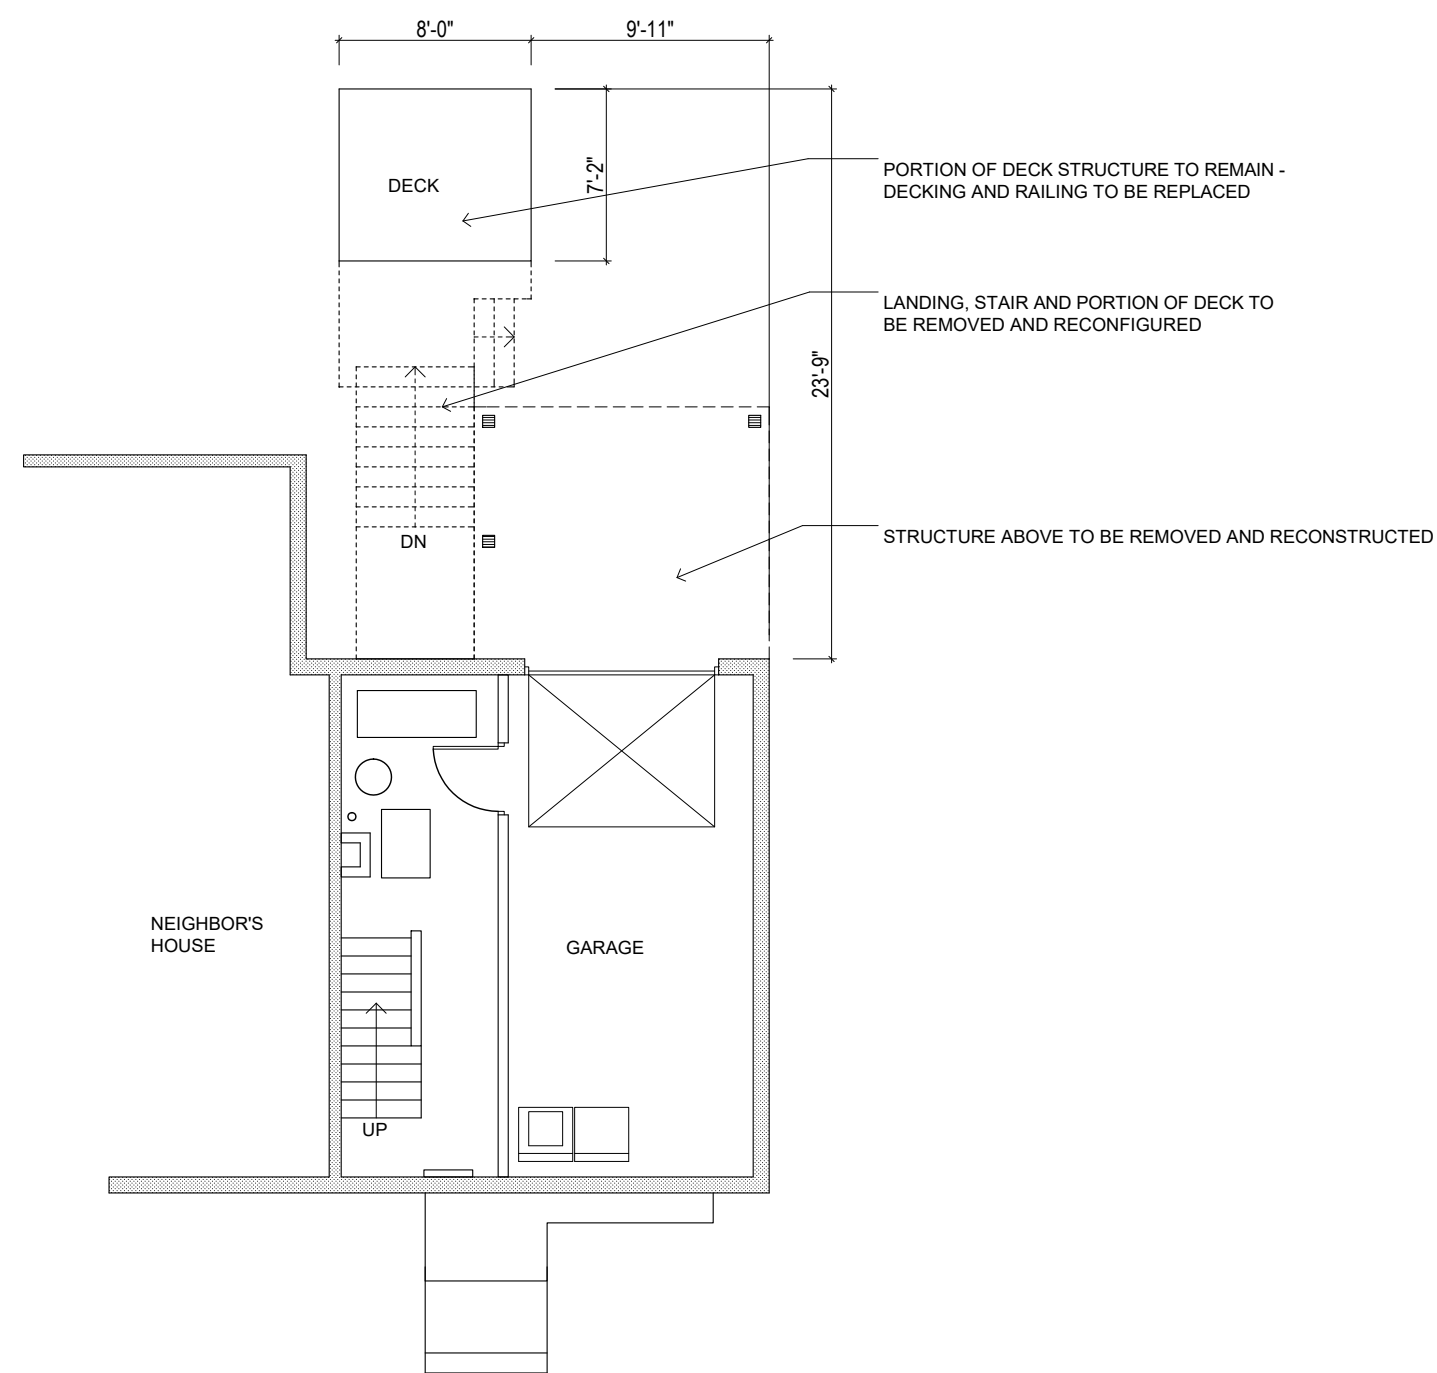 8'-0"
9'-11"
7'-2"
DECK
PORTION OF DECK STRUCTURE TO REMAIN -
DECKING AND RAILING TO BE REPLACED
LANDING, STAIR AND PORTION OF DECK TO
BE REMOVED AND RECONFIGURED
23'-9"
DN
STRUCTURE ABOVE TO BE REMOVED AND RECONSTRUCTED
NEIGHBOR'S
HOUSE
GARAGE
UP